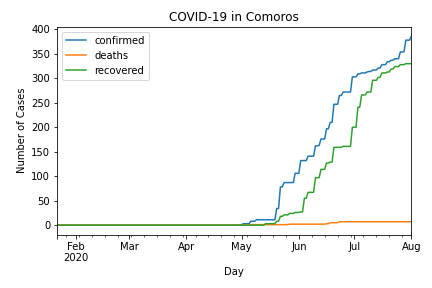 COVID-19 in Comoros
confirmed
deaths
recovered
Number of Cases
400
350
300
250
200
150
100
50
0
Feb Mar Apr May Jun Jul Aug
2020
Day